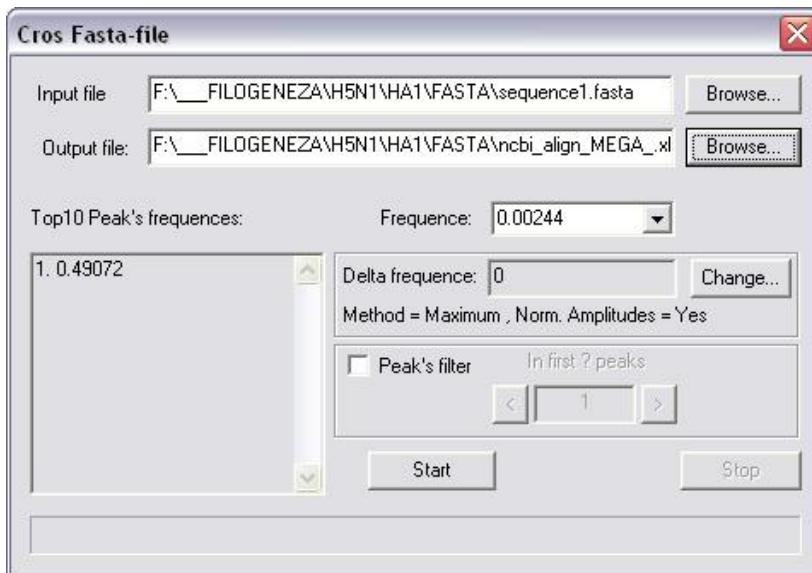 Cros Fasta-file
Input file F:\___FILOGENEZA\H5N1\HA1\FASTA\sequence1.fasta Browse...
Output file: F:\___FILOGENEZA\H5N1\HA1\FASTA\ncbi_align_MEGA_.xl Browse...
Top10 Peak's frequences: Frequence: 0.00244
1. 0.49072
Delta frequence: 0 Change...
Method = Maximum , Norm. Amplitudes = Yes
Peak's filter In first ? peaks
< 1 >
Start Stop